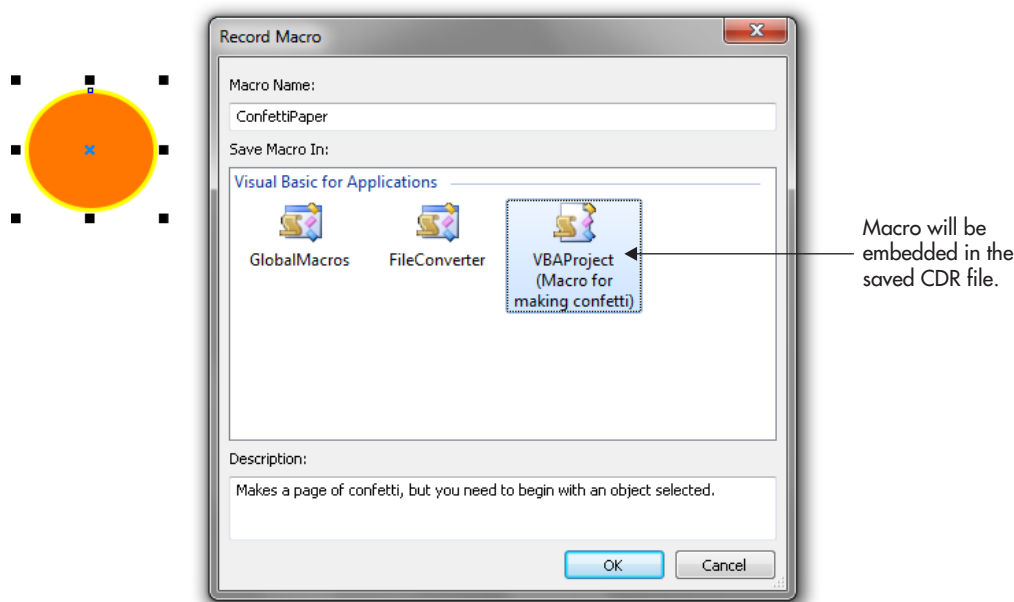 Record Macro
Macro Name:
ConfettiPaper
Save Macro In:
Visual Basic for Applications
GlobalMacros
FileConverter
VBAProject
(Macro for
making confetti)
Macro will be
embedded in the
saved CDR file.
Description:
Makes a page of confetti, but you need to begin with an object selected.
OK
Cancel